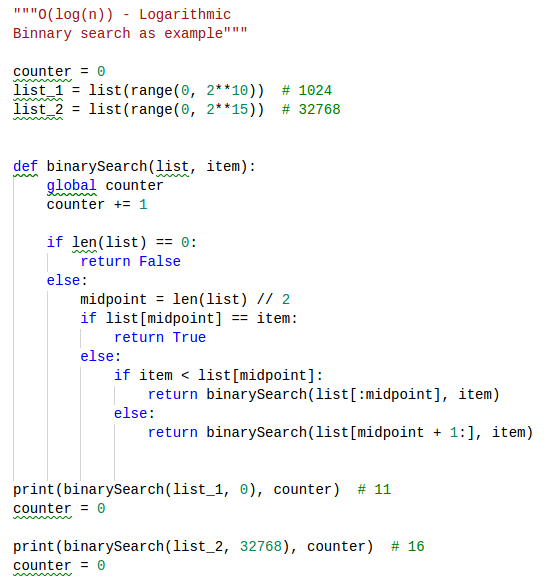 """O(log(n)) - Logarithmic
Binnary search as example"""

counter = 0
list_1 = list(range(0, 2**10))  # 1024
list_2 = list(range(0, 2**15))  # 32768


def binarySearch(list, item):
    global counter
    counter += 1

    if len(list) == 0:
        return False
    else:
        midpoint = len(list) // 2
        if list[midpoint] == item:
            return True
        else:
            if item < list[midpoint]:
                return binarySearch(list[:midpoint], item)
            else:
                return binarySearch(list[midpoint + 1:], item)


print(binarySearch(list_1, 0), counter)  # 11
counter = 0

print(binarySearch(list_2, 32768), counter)  # 16
counter = 0